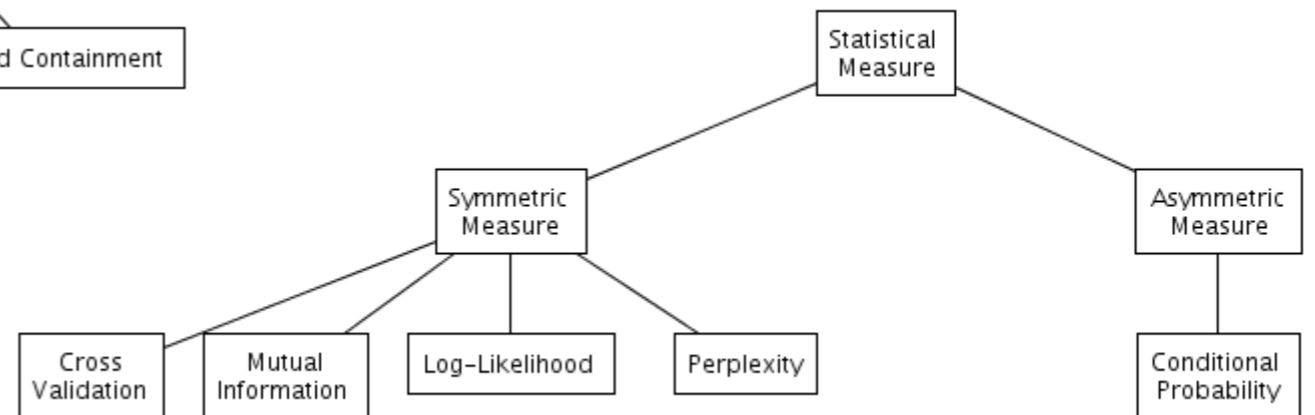 d Containment
Statistical
Measure
Symmetric
Measure
Asymmetric
Measure
Cross
Validation
Mutual
Information
Log-Likelihood
Perplexity
Conditional
Probability